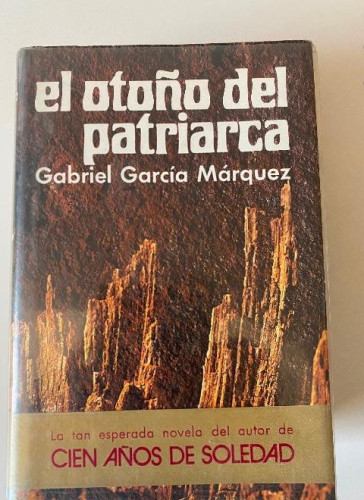 el otoño del
patriarca
Gabriel García Márquez
La tan esperada novela del autor de
CIEN AÑOS DE SOLEDAD